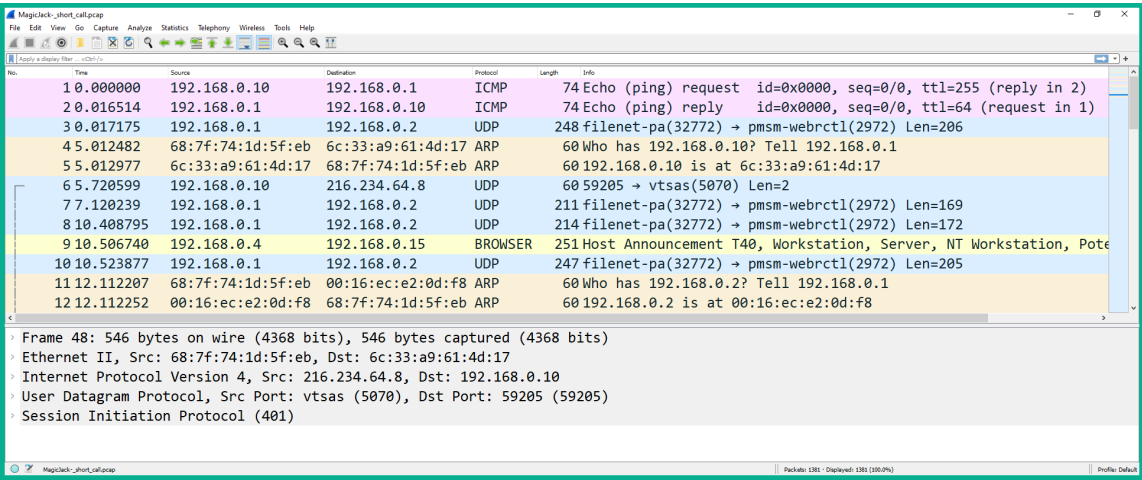 MagicJack-_short_call.pcap
File Edit View Go Capture Analyze Statistics Telephony Wireless Tools Help
Apply a display filter ... <Ctrl-/>
No. Time Source Destination Protocol Length Info
1 0.000000 192.168.0.10 192.168.0.1 ICMP 74 Echo (ping) request id=0x0000, seq=0/0, ttl=255 (reply in 2)
2 0.016514 192.168.0.1 192.168.0.10 ICMP 74 Echo (ping) reply id=0x0000, seq=0/0, ttl=64 (request in 1)
3 0.017175 192.168.0.1 192.168.0.2 UDP 248 filenet-pa(32772) → pmsm-webrctl(2972) Len=206
4 5.012482 68:7f:74:1d:5f:eb 6c:33:a9:61:4d:17 ARP 60 Who has 192.168.0.10? Tell 192.168.0.1
5 5.012977 6c:33:a9:61:4d:17 68:7f:74:1d:5f:eb ARP 60 192.168.0.10 is at 6c:33:a9:61:4d:17
6 5.720599 192.168.0.10 216.234.64.8 UDP 60 59205 → vtsas(5070) Len=2
7 7.120239 192.168.0.1 192.168.0.2 UDP 211 filenet-pa(32772) → pmsm-webrctl(2972) Len=169
8 10.408795 192.168.0.1 192.168.0.2 UDP 214 filenet-pa(32772) → pmsm-webrctl(2972) Len=172
9 10.506740 192.168.0.4 192.168.0.15 BROWSER 251 Host Announcement T40, Workstation, Server, NT Workstation, Pote
10 10.523877 192.168.0.1 192.168.0.2 UDP 247 filenet-pa(32772) → pmsm-webrctl(2972) Len=205
11 12.112207 68:7f:74:1d:5f:eb 00:16:ec:e2:0d:f8 ARP 60 Who has 192.168.0.2? Tell 192.168.0.1
12 12.112252 00:16:ec:e2:0d:f8 68:7f:74:1d:5f:eb ARP 60 192.168.0.2 is at 00:16:ec:e2:0d:f8
Frame 48: 546 bytes on wire (4368 bits), 546 bytes captured (4368 bits)
Ethernet II, Src: 68:7f:74:1d:5f:eb, Dst: 6c:33:a9:61:4d:17
Internet Protocol Version 4, Src: 216.234.64.8, Dst: 192.168.0.10
User Datagram Protocol, Src Port: vtsas (5070), Dst Port: 59205 (59205)
Session Initiation Protocol (401)
MagicJack-_short_call.pcap Packets: 1381 · Displayed: 1381 (100.0%) Profile: Default